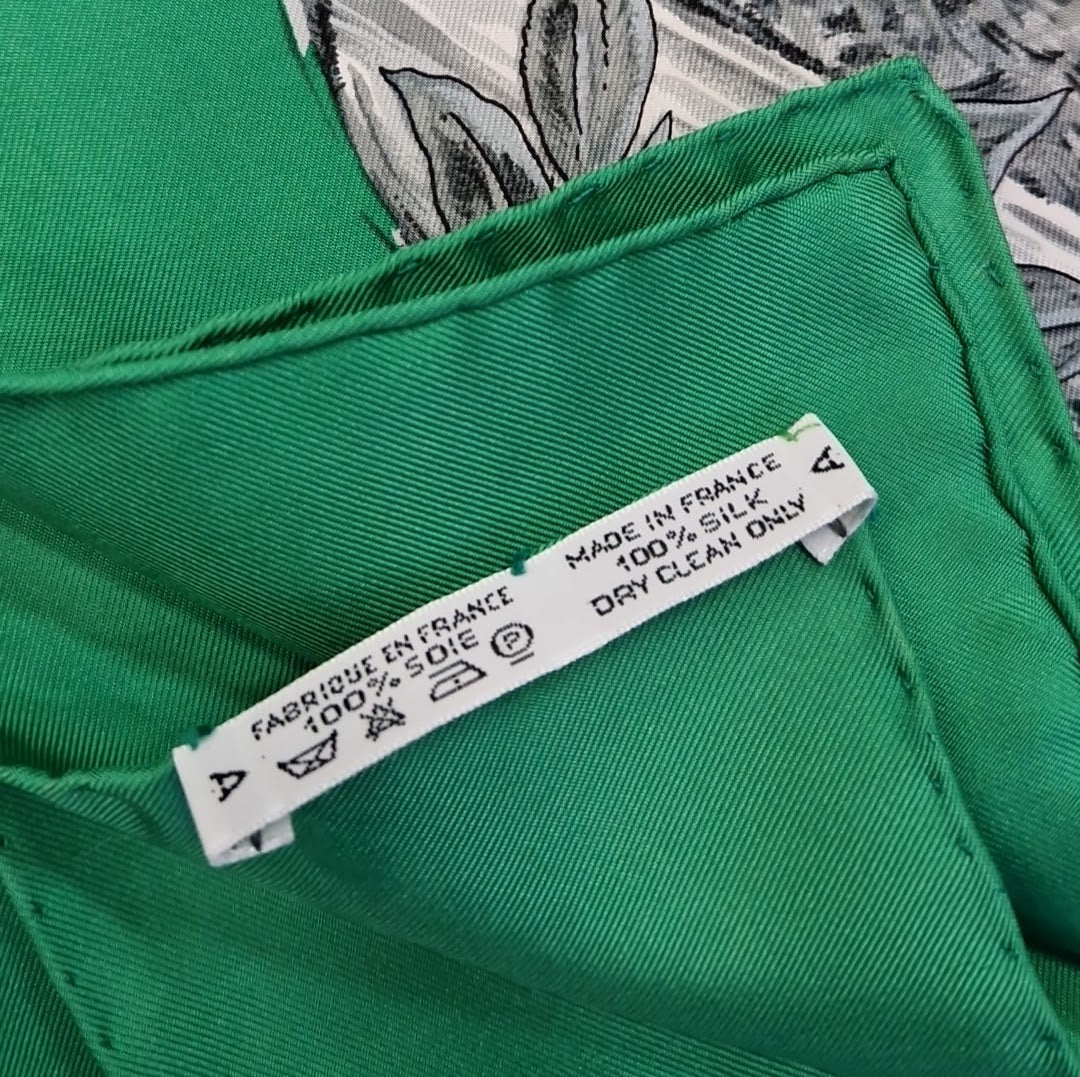 A
FABRIQUE EN FRANCE
100% SOIE
P
MADE IN FRANCE
100% SILK
DRY CLEAN ONLY
A